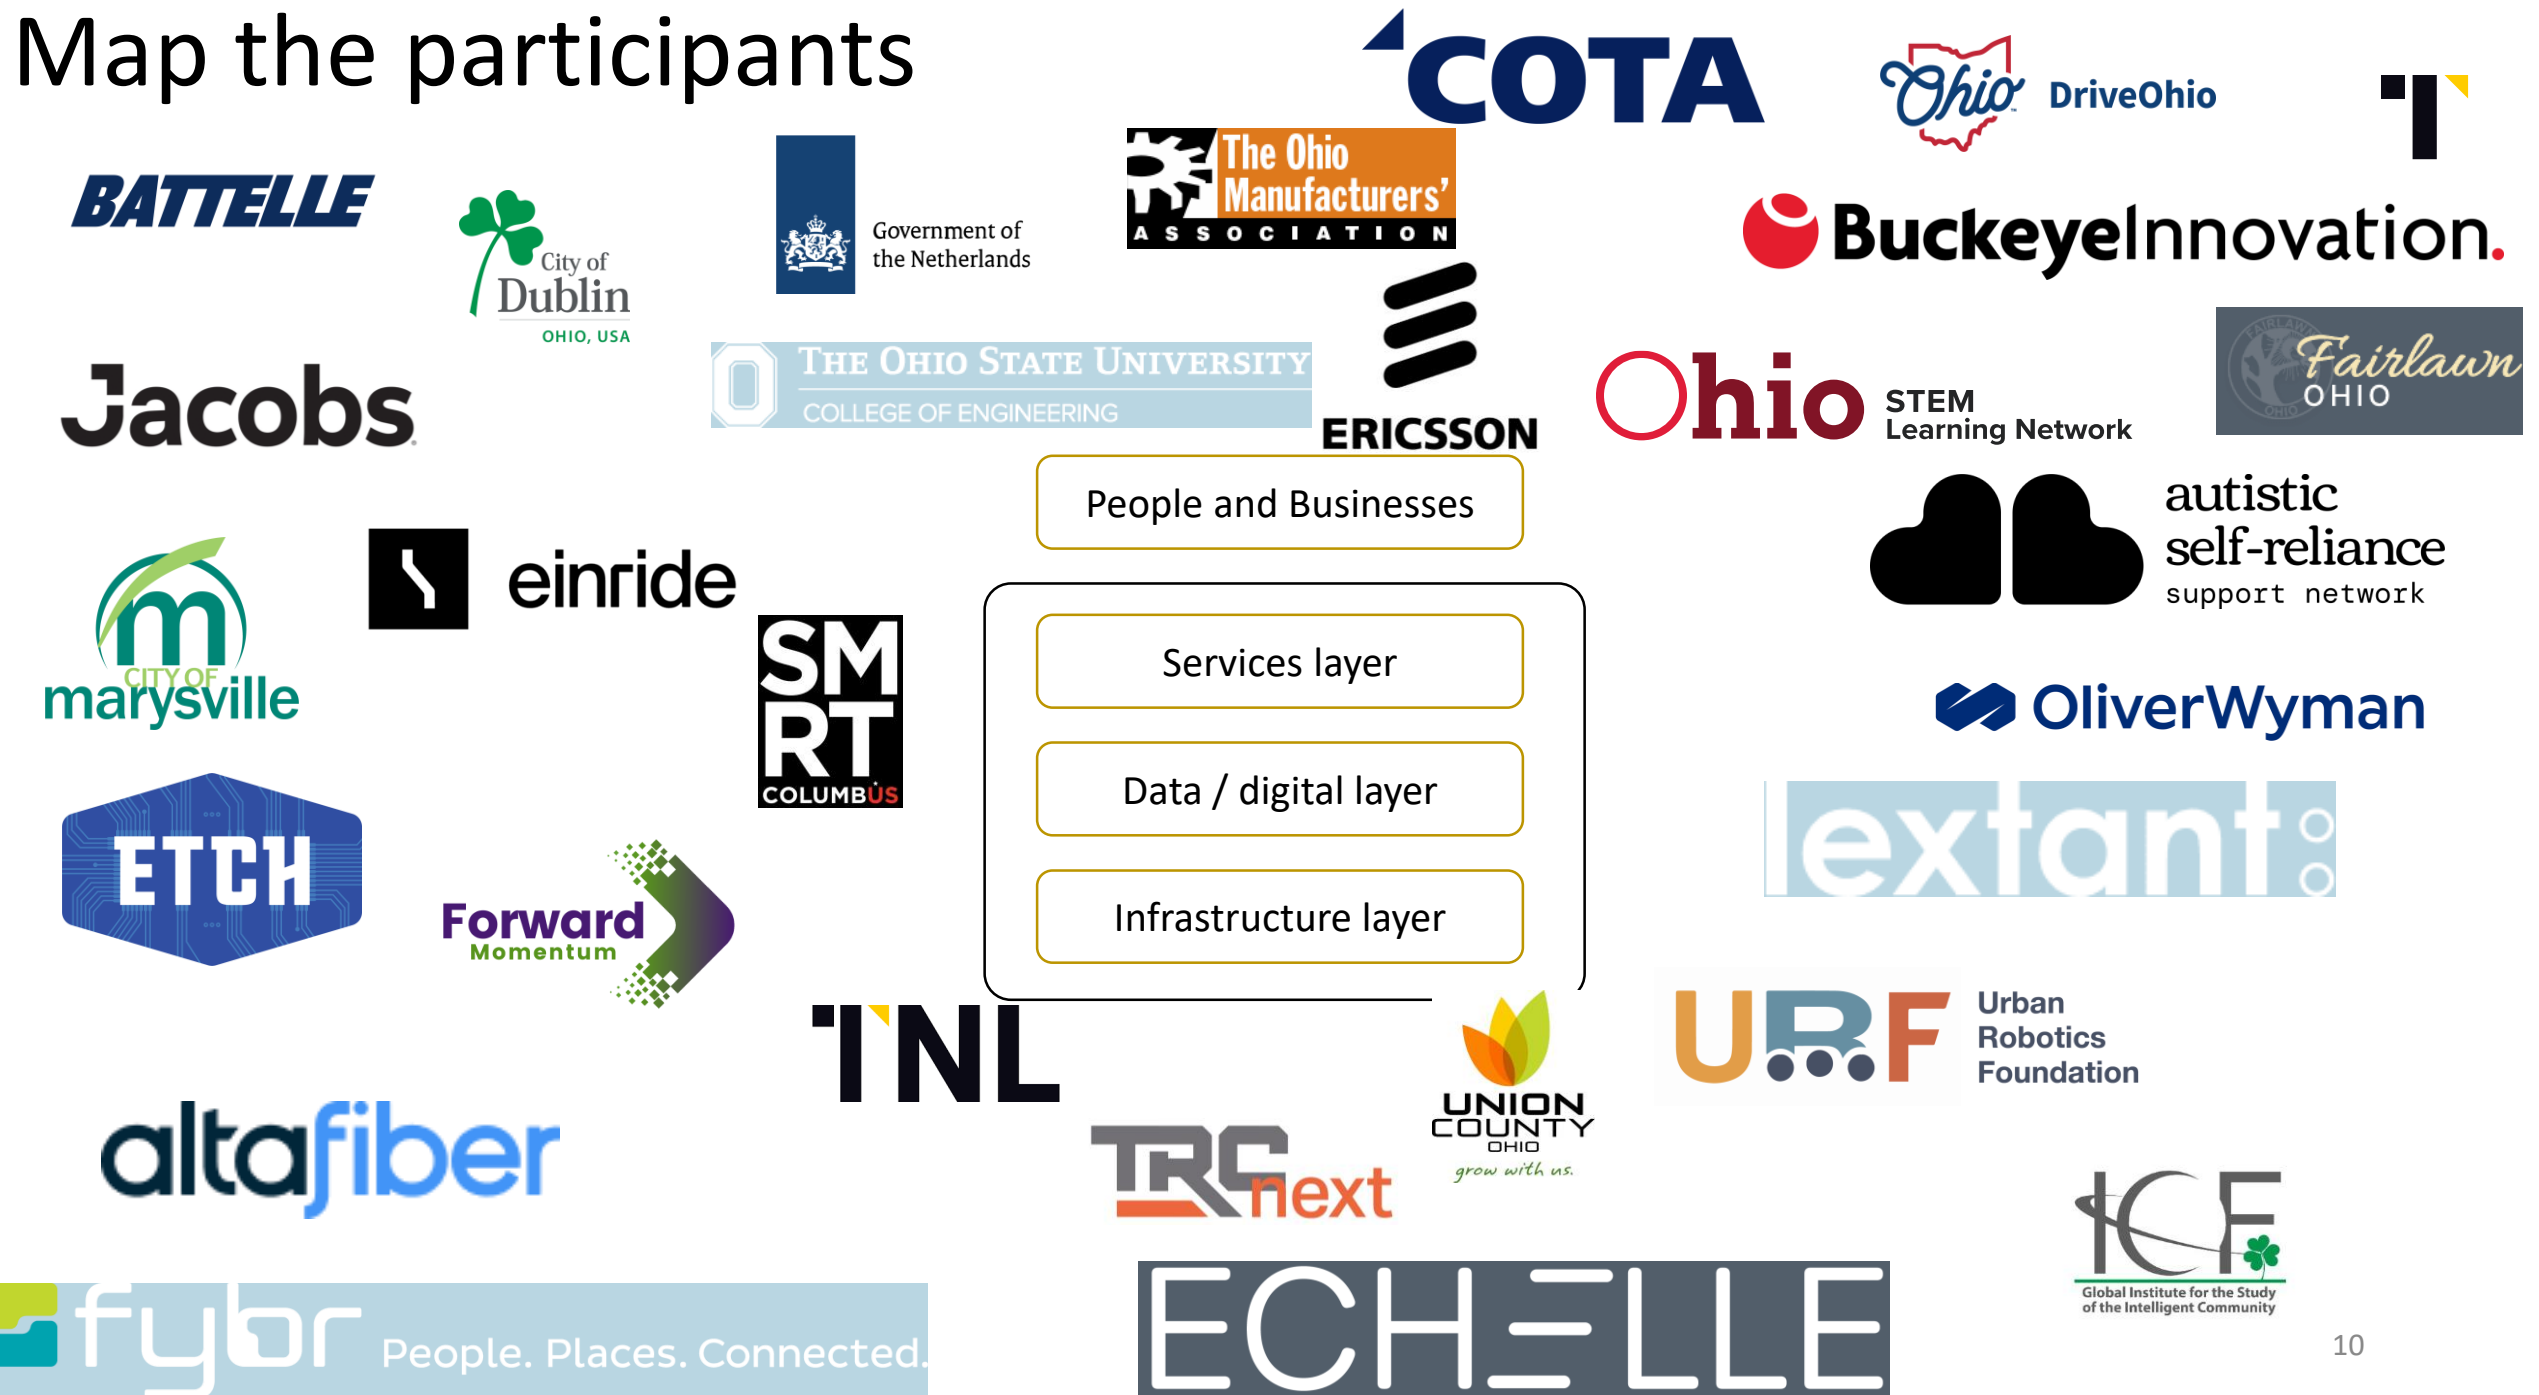 Map the participants
COTA
Ohio
DriveOhio
T
BATTELLE
City of
Dublin
OHIO, USA
Government of
the Netherlands
The Ohio
Manufacturers'
ASSOCIATION
BuckeyeInnovation.
Jacobs
THE OHIO STATE UNIVERSITY
COLLEGE OF ENGINEERING
ERICSSON
Ohio
STEM
Learning Network
Fairlawn
OHIO
People and Businesses
autistic
self-reliance
support network
m
CITY OF
marysville
einride
SM
RT
COLUMBUS
Services layer
OliverWyman
Data / digital layer
lextant
ETCH
Forward
Momentum
Infrastructure layer
TNL
UNION
COUNTY
OHIO
grow with us.
URF
Urban
Robotics
Foundation
altafiber
TRC
next
ICF
Global Institute for the Study
of the Intelligent Community
fybr
People. Places. Connected.
ECHELLE
10